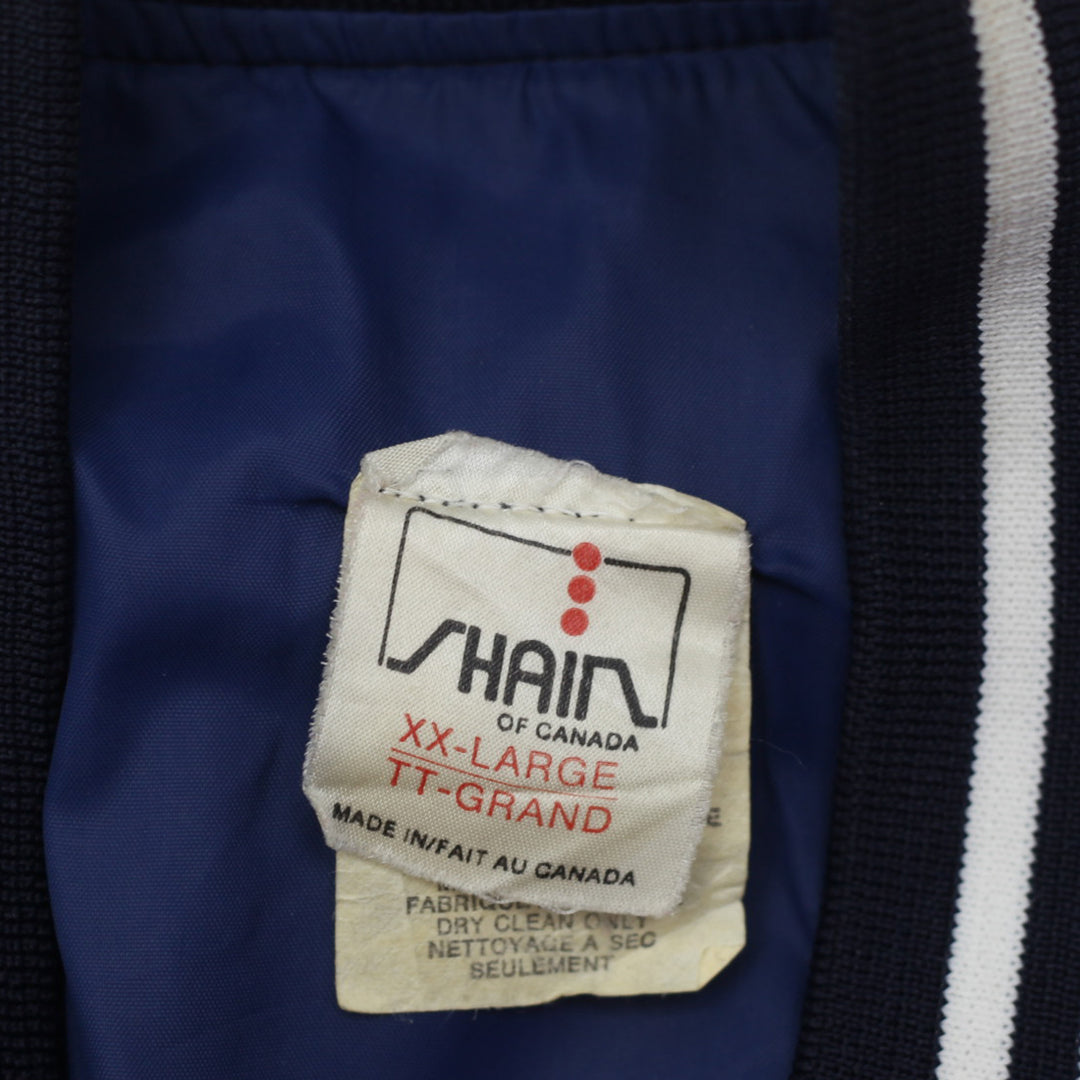 SHAIN
OF CANADA
XX-LARGE
TT-GRAND
MADE IN/FAIT AU CANADA
E
DRY CLEAN ONLY
NETTOYAGE A SEC
SEULEMENT